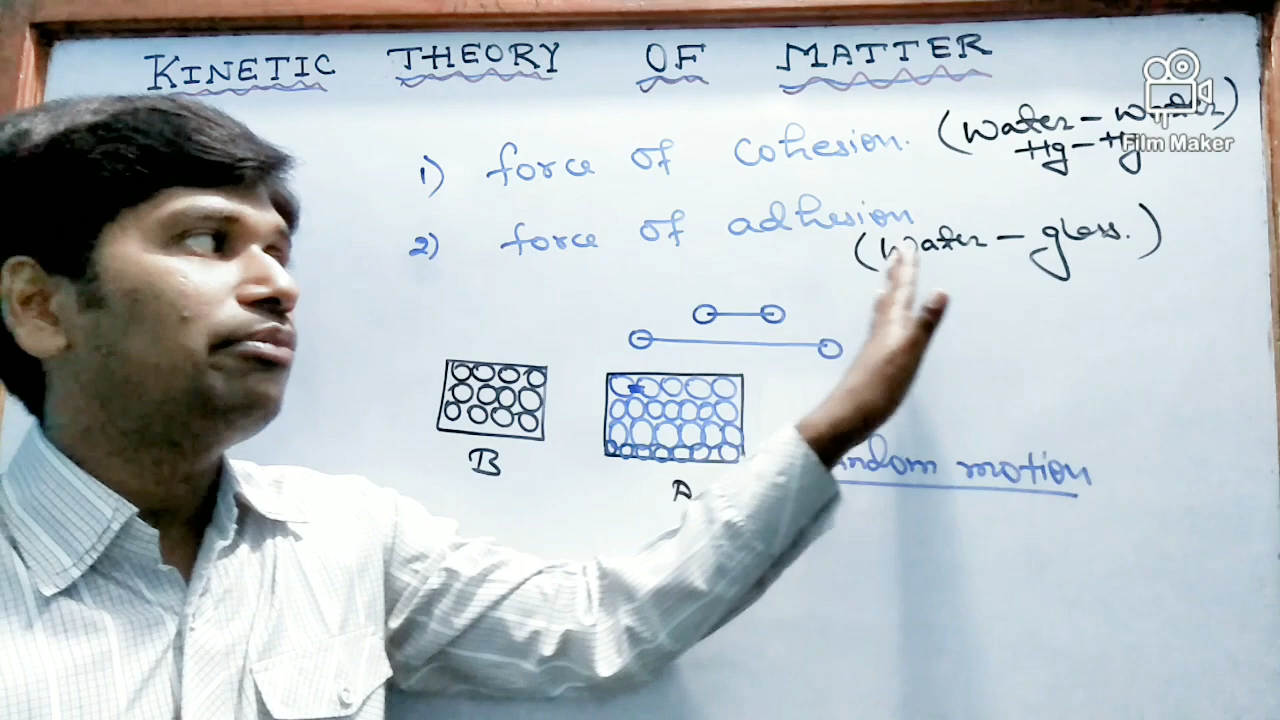 KINETIC THEORY OF MATTER
1) force of cohesion. (Water - Water)
Hg - Hg
Film Maker
2) force of adhesion
(Water - glass.)
B
A
ndom motion